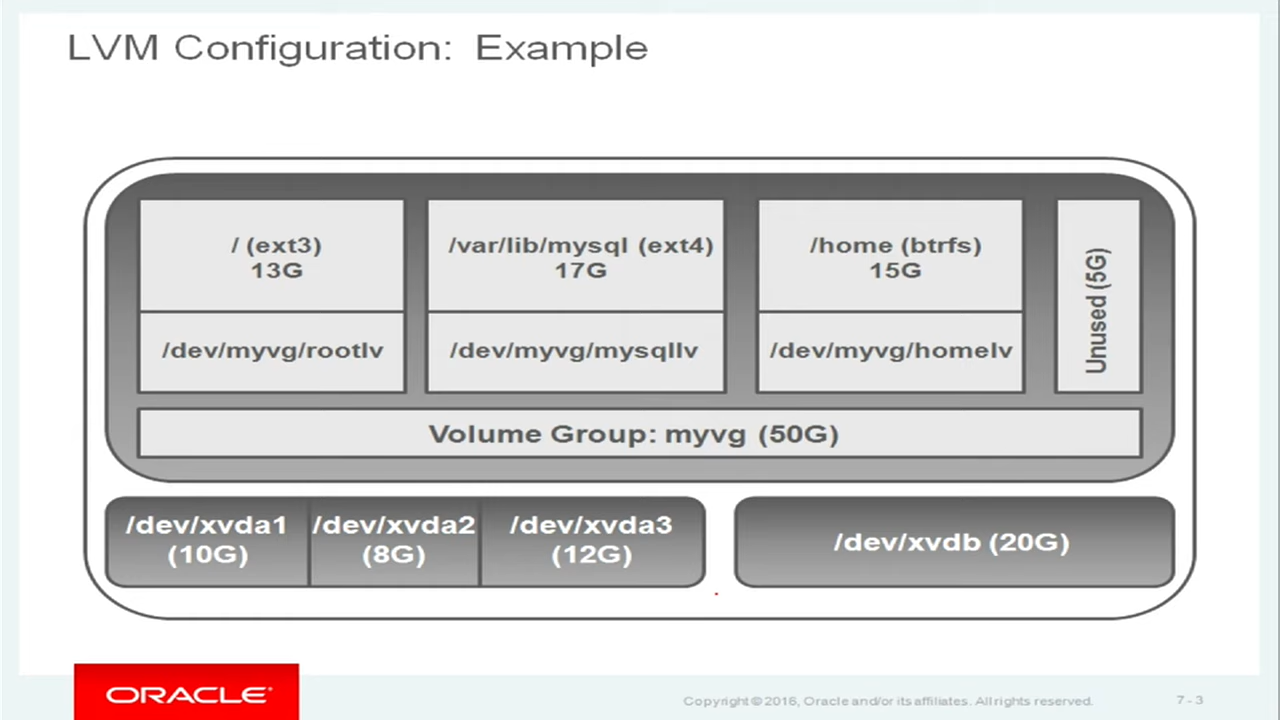 LVM Configuration: Example
/ (ext3)
13G
/var/lib/mysql (ext4)
17G
/home (btrfs)
15G
Unused (5G)
/dev/myvg/rootlv
/dev/myvg/mysqllv
/dev/myvg/homelv
Volume Group: myvg (50G)
/dev/xvda1
(10G)
/dev/xvda2
(8G)
/dev/xvda3
(12G)
/dev/xvdb (20G)
ORACLE®
Copyright © 2016, Oracle and/or its affiliates. All rights reserved.
7 - 3